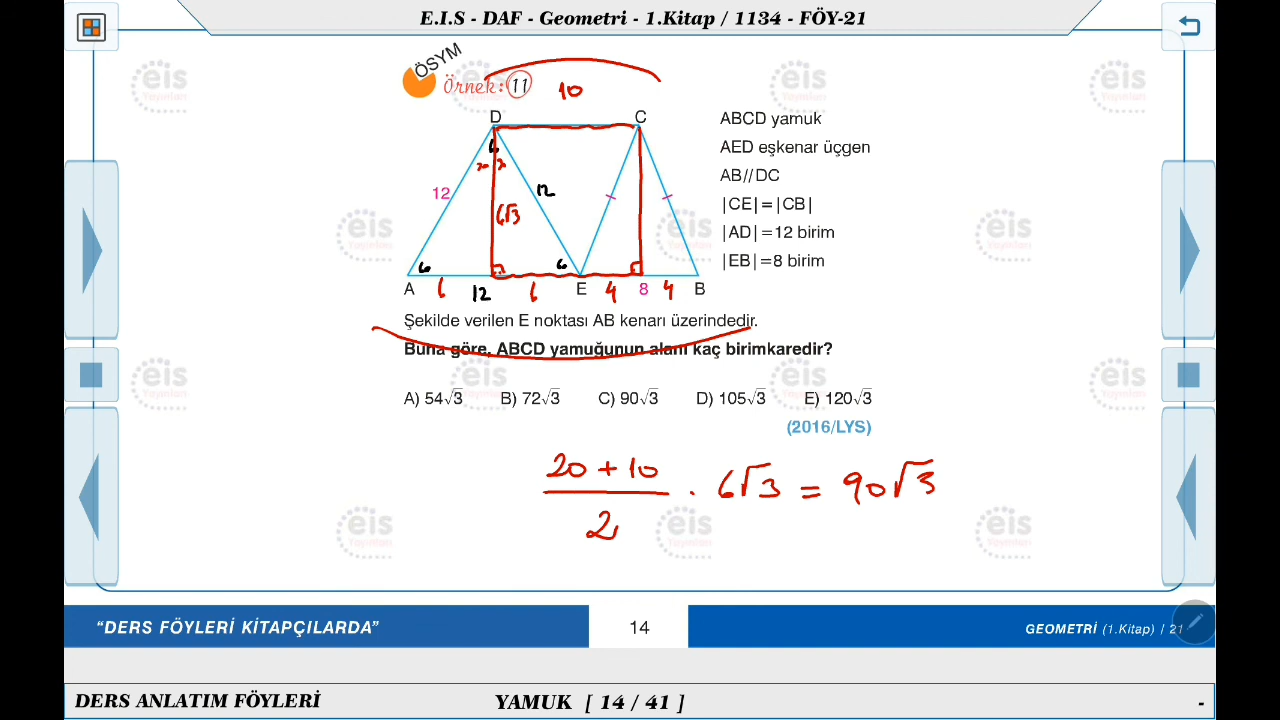 E.I.S - DAF - Geometri - 1.Kitap / 1134 - FÖY-21
ÖSYM
Örnek: 11
10
D C
ABCD yamuk
AED eşkenar üçgen
AB//DC
|CE|=|CB|
|AD|=12 birim
|EB|=8 birim
12
12
6√3
A 6 12 6 E 4 8 4 B
Şekilde verilen E noktası AB kenarı üzerindedir.
Buna göre, ABCD yamuğunun alanı kaç birimkaredir?
A) 54√3 B) 72√3 C) 90√3 D) 105√3 E) 120√3
(2016/LYS)
20 + 10
2
. 6√3 = 90√3
eis
Yayınları
"DERS FÖYLERİ KİTAPÇILARDA"
14
GEOMETRİ (1.Kitap) / 21
DERS ANLATIM FÖYLERİ
YAMUK [ 14 / 41 ]
-